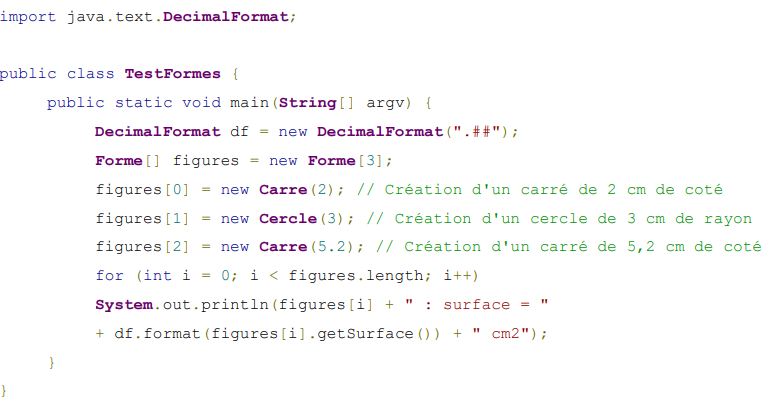 import java.text.DecimalFormat;
public class TestFormes {
public static void main(String[] argv) {
DecimalFormat df = new DecimalFormat(".##");
Forme[] figures = new Forme[3];
figures[0] = new Carre(2); // Création d'un carré de 2 cm de coté
figures[1] = new Cercle(3); // Création d'un cercle de 3 cm de rayon
figures[2] = new Carre(5.2); // Création d'un carré de 5,2 cm de coté
for (int i = 0; i < figures.length; i++)
System.out.println(figures[i] + " : surface = "
+ df.format(figures[i].getSurface()) + " cm2");
}
}